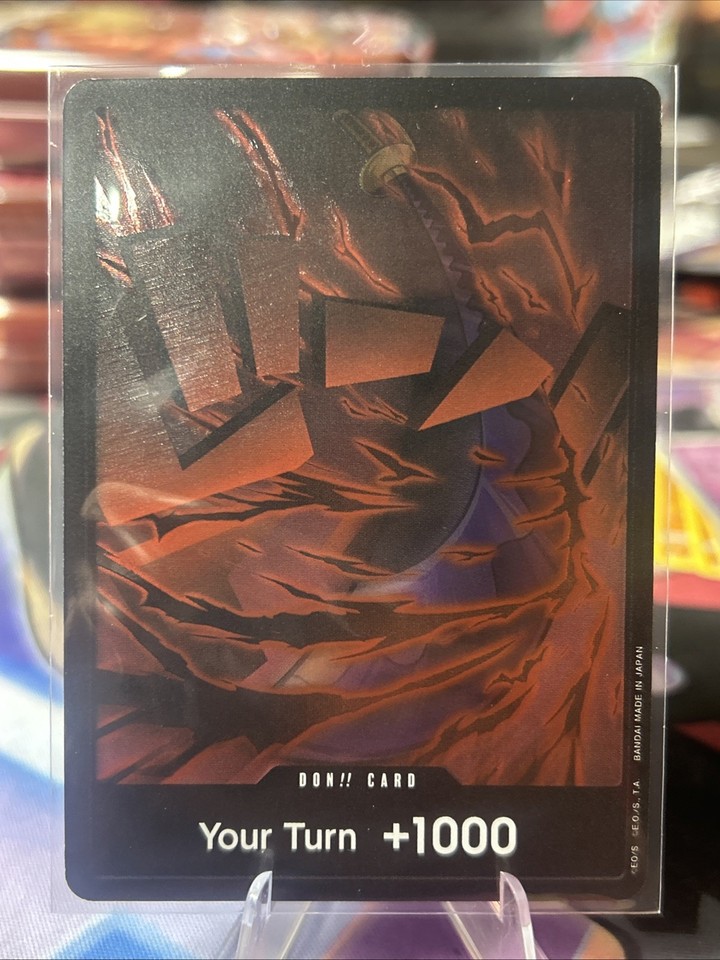 DON!! CARD
Your Turn +1000
©E.O/S. ©E.O./S., T.A. BANDAI MADE IN JAPAN